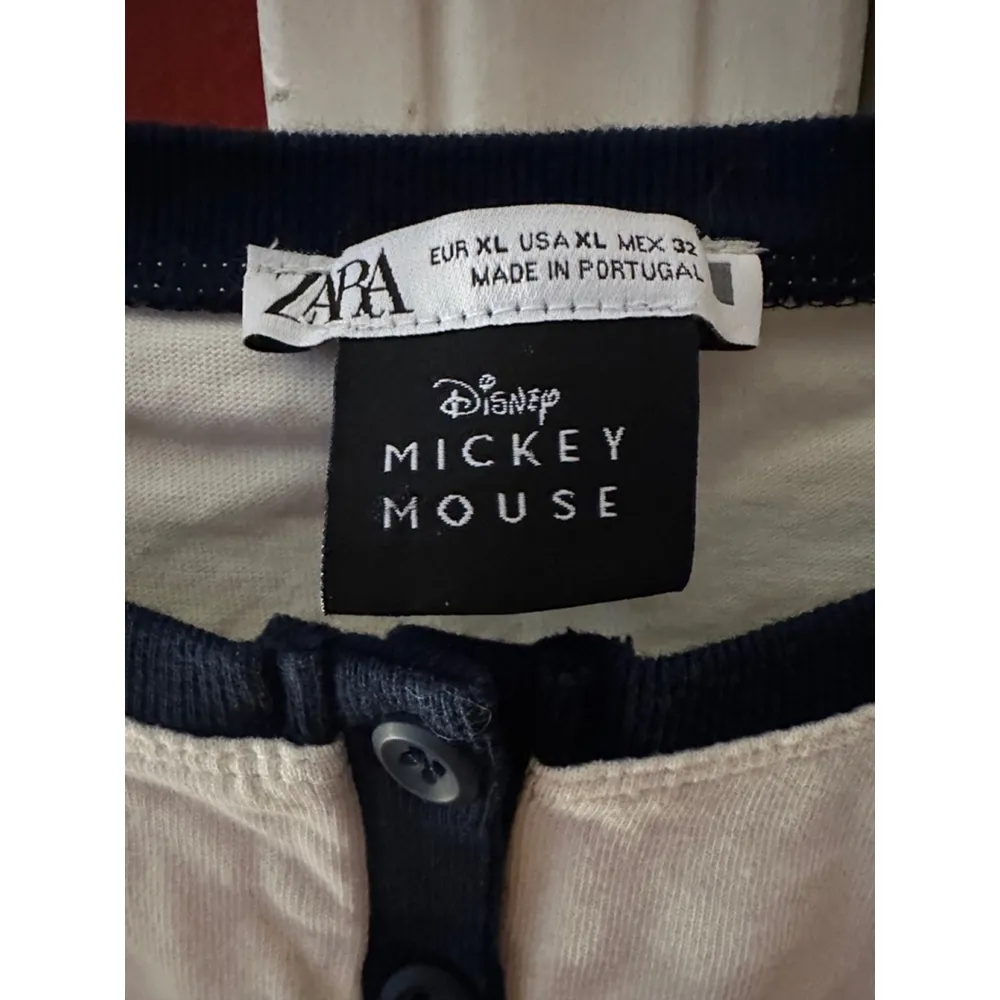 ZARA
EUR XL USA XL MEX 32
MADE IN PORTUGAL
Disney
MICKEY
MOUSE